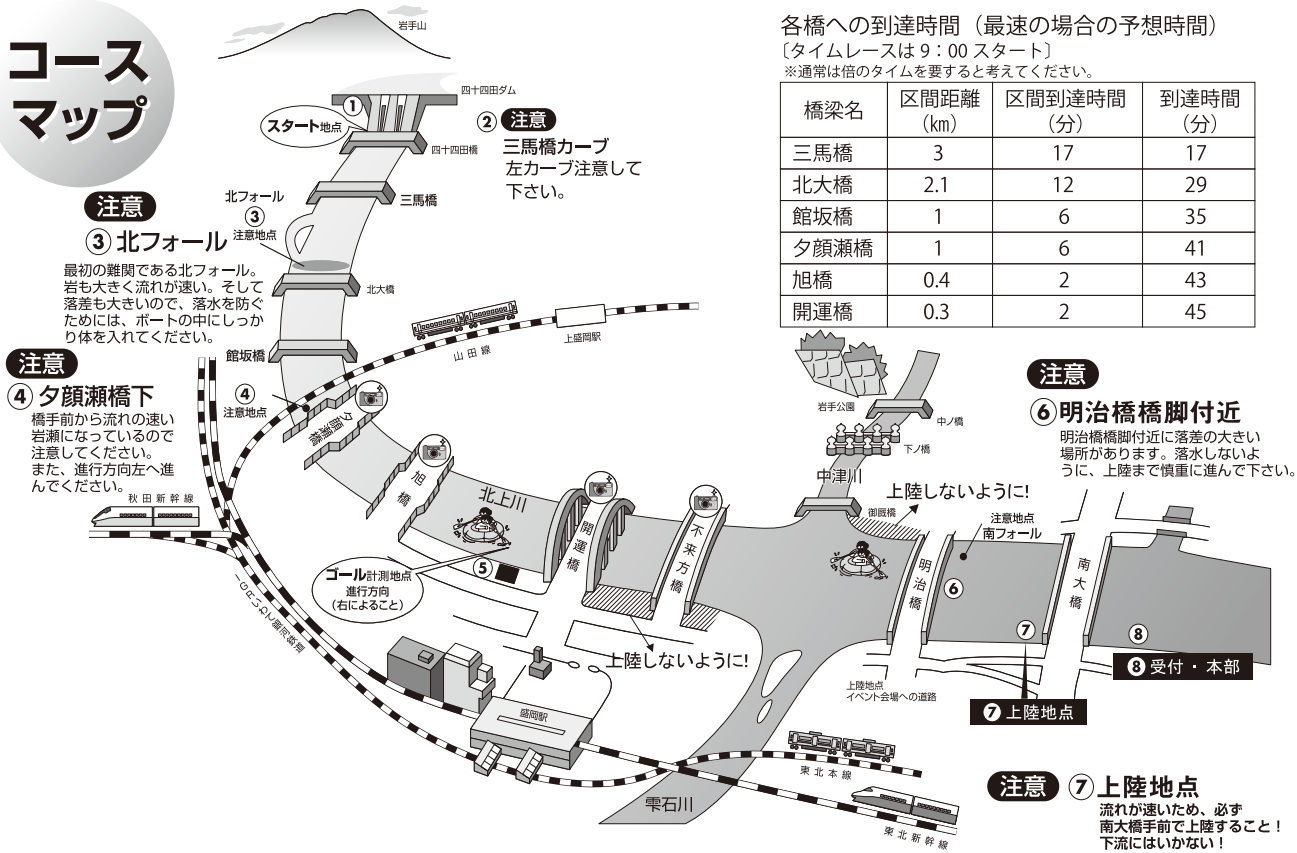 コース
マップ
岩手山
四十四田ダム
①
スタート地点
四十四田橋
② 注意
三馬橋カーブ
左カーブ注意して
下さい。
三馬橋
北フォール
③
注意地点
注意
③ 北フォール
最初の難関である北フォール。
岩も大きく流れが速い。そして
落差も大きいので、落水を防ぐ
ためには、ボートの中にしっか
り体を入れてください。
北大橋
館坂橋
注意
④ 夕顔瀬橋下
橋手前から流れの速い
岩瀬になっているので
注意してください。
また、進行方向左へ進
んでください。
④
注意地点
山田線
上盛岡駅
夕顔瀬橋
旭橋
北上川
開運橋
不来方橋
秋田新幹線
IGRいわて銀河鉄道
ゴール計測地点
進行方向
(右によること)
⑤
上陸しないように!
盛岡駅
雫石川
東北本線
東北新幹線
各橋への到達時間（最速の場合の予想時間）
〔タイムレースは 9：00 スタート〕
※通常は倍のタイムを要すると考えてください。
橋梁名 区間距離（㎞） 区間到達時間（分） 到達時間（分）
三馬橋 3 17 17
北大橋 2.1 12 29
館坂橋 1 6 35
夕顔瀬橋 1 6 41
旭橋 0.4 2 43
開運橋 0.3 2 45
岩手公園
中ノ橋
下ノ橋
中津川
御厩橋
上陸しないように!
注意
⑥明治橋橋脚付近
明治橋橋脚付近に落差の大きい
場所があります。落水しないよ
うに、上陸まで慎重に進んで下さい。
注意地点
南フォール
明治橋
⑥
南大橋
⑦
⑧
❽ 受付・本部
上陸地点
イベント会場への道路
❼ 上陸地点
注意 ⑦上陸地点
流れが速いため、必ず
南大橋手前で上陸すること！
下流にはいかない！